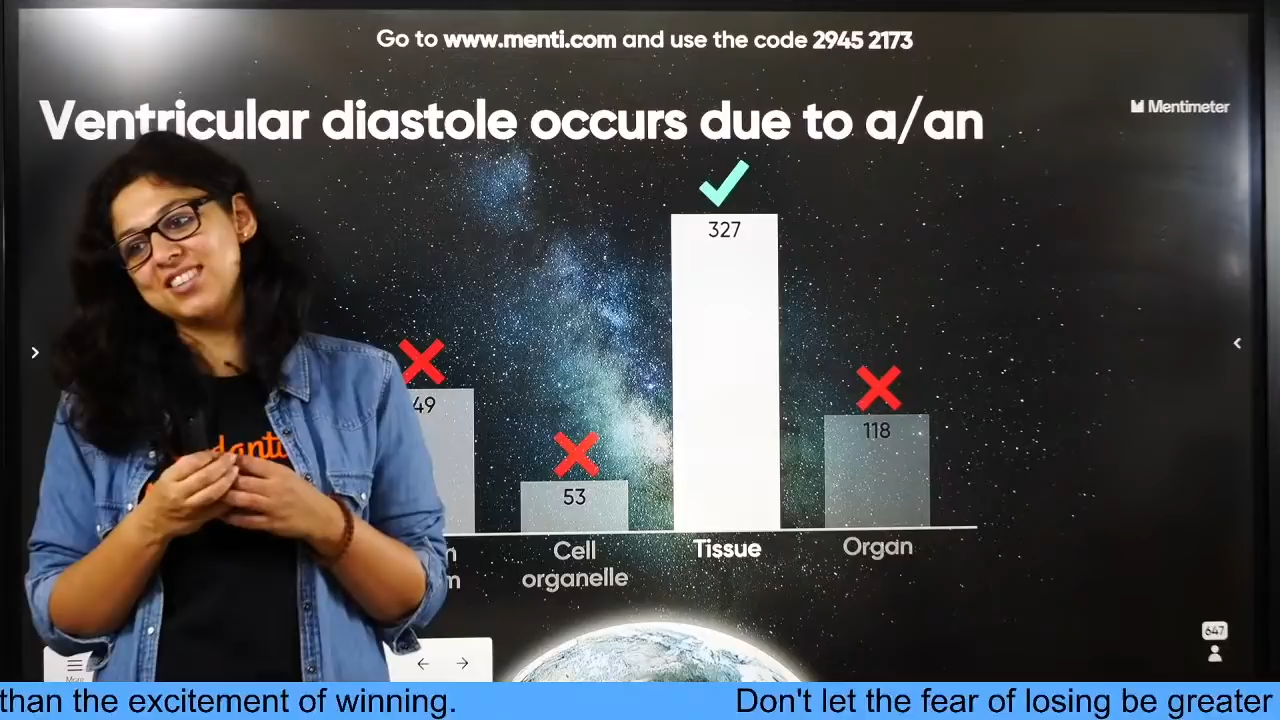 Go to www.menti.com and use the code 2945 2173
Ventricular diastole occurs due to a/an
Mentimeter
327
49
118
53
Cell
organelle
Tissue
Organ
647
than the excitement of winning. Don't let the fear of losing be greater